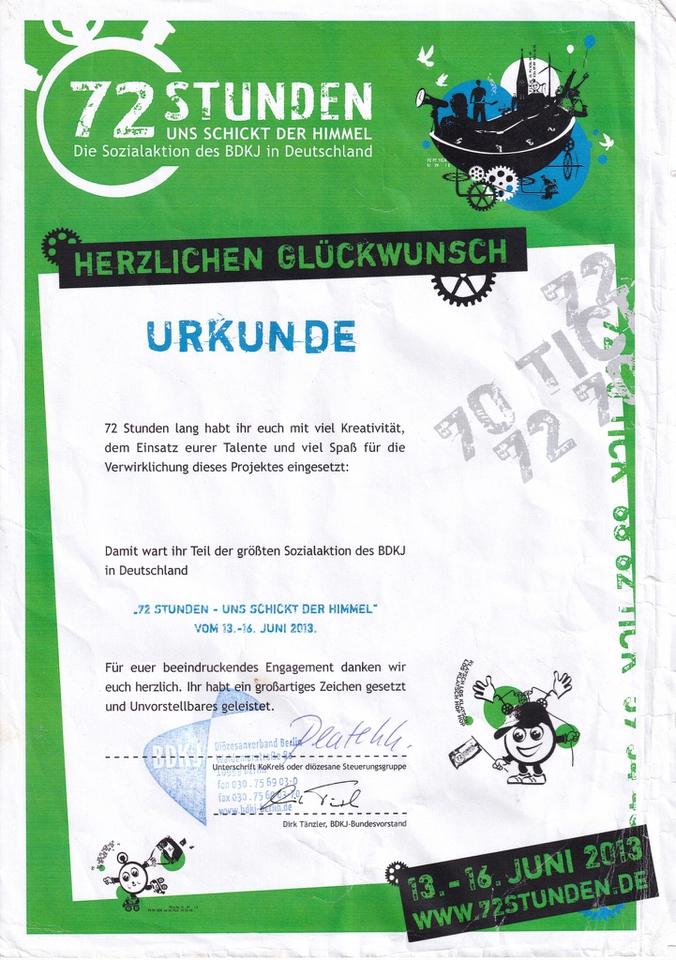 72 STUNDEN
UNS SCHICKT DER HIMMEL
Die Sozialaktion des BDKJ in Deutschland
HERZLICHEN GLÜCKWUNSCH
URKUNDE
72
70 TICK
72 7
72 Stunden lang habt ihr euch mit viel Kreativität,
dem Einsatz eurer Talente und viel Spaß für die
Verwirklichung dieses Projektes eingesetzt:
TICK 68 62 TICK 57
Damit wart ihr Teil der größten Sozialaktion des BDKJ
in Deutschland
„72 STUNDEN - UNS SCHICKT DER HIMMEL“
VOM 13.-16. JUNI 2013.
Für euer beeindruckendes Engagement danken wir
euch herzlich. Ihr habt ein großartiges Zeichen gesetzt
und Unvorstellbares geleistet.
BDKJ
Diözesanverband Berlin
Berlin
fon 030.75 69 03-0
fax 030.75
www.bdkj-berlin.de
Unterschrift KoKreis oder diözesane Steuerungsgruppe
Dirk Tänzler, BDKJ-Bundesvorstand
13.-16. JUNI 2013
WWW.72STUNDEN.DE